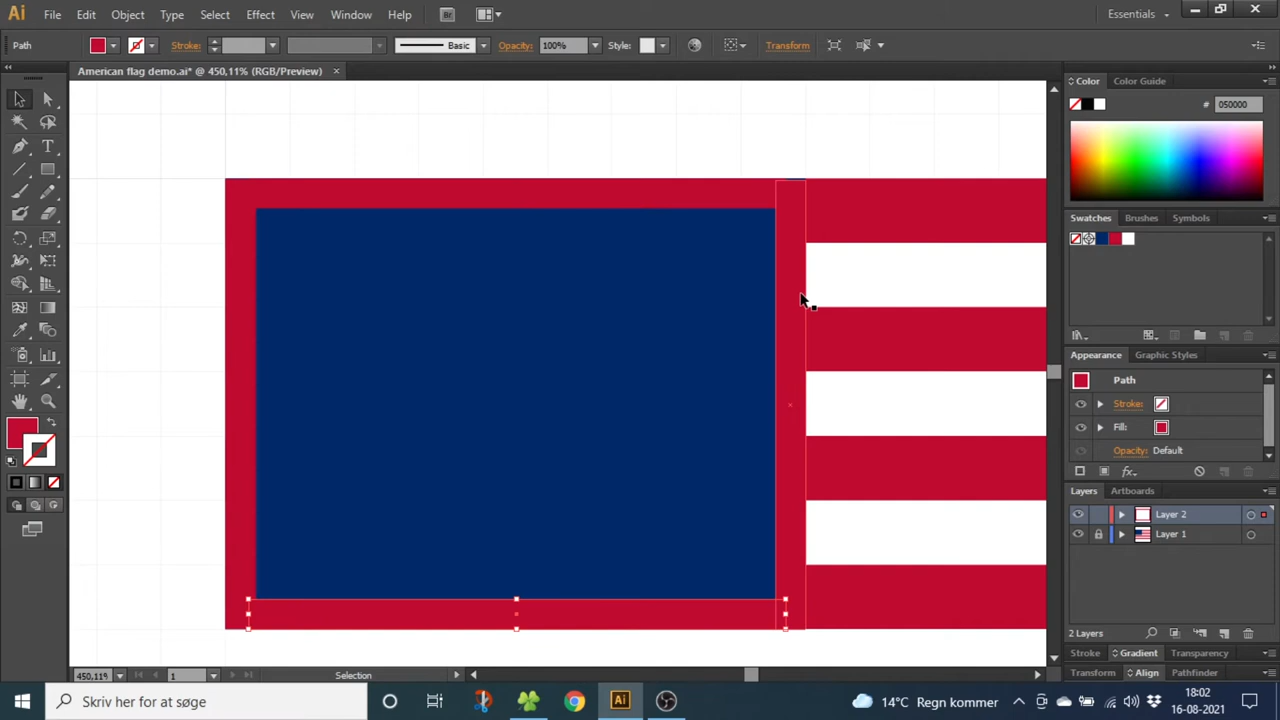 Ai File Edit Object Type Select Effect View Window Help Br Essentials
Path Stroke: Basic Opacity: 100% Style: Transform
American flag demo.ai* @ 450,11% (RGB/Preview) ×
Color Color Guide
# 050000
Swatches Brushes Symbols
Appearance Graphic Styles
Path
Stroke:
Fill:
Opacity: Default
fx
Layers Artboards
Layer 2
Layer 1
2 Layers
Stroke Gradient Transparency
Transform Align Pathfinder
450,11% 1 Selection
Skriv her for at søge
Ai
14°C Regn kommer
18:02
16-08-2021